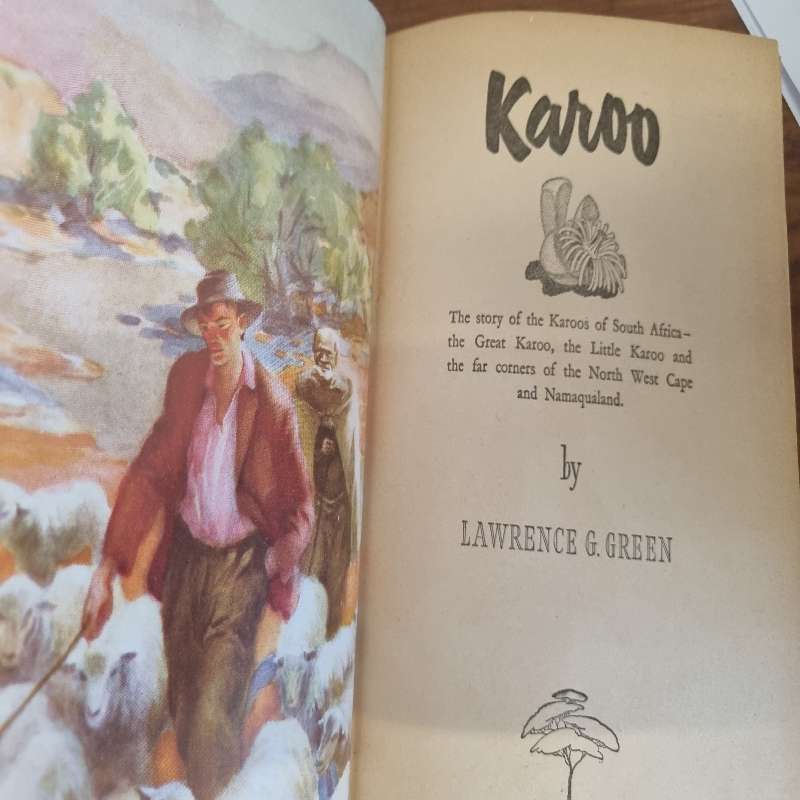 Karoo
The story of the Karoos of South Africa–
the Great Karoo, the Little Karoo and
the far corners of the North West Cape
and Namaqualand.
by
LAWRENCE G. GREEN